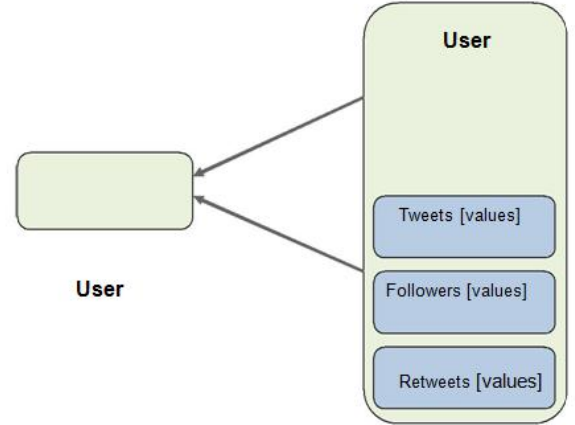 User
Tweets [values]
Followers [values]
Retweets [values]
User